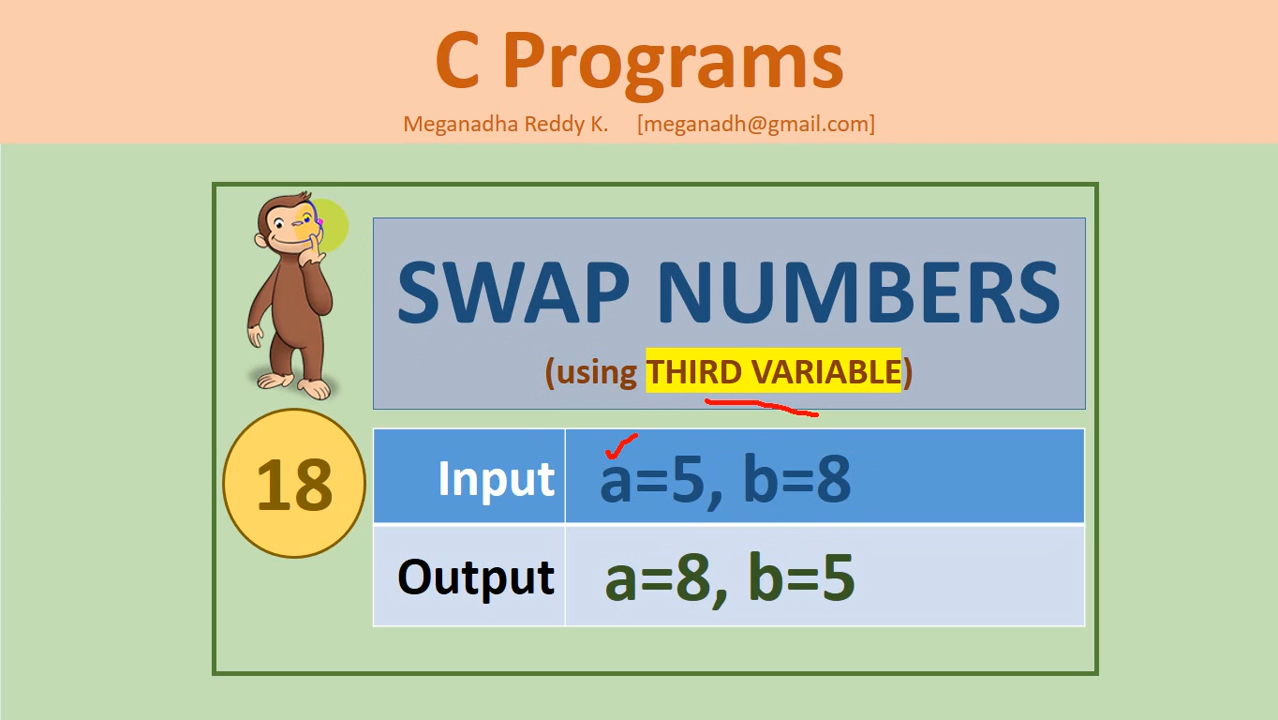 C Programs
Meganadha Reddy K. [meganadh@gmail.com]
SWAP NUMBERS
(using THIRD VARIABLE)
18
Input a=5, b=8
Output a=8, b=5